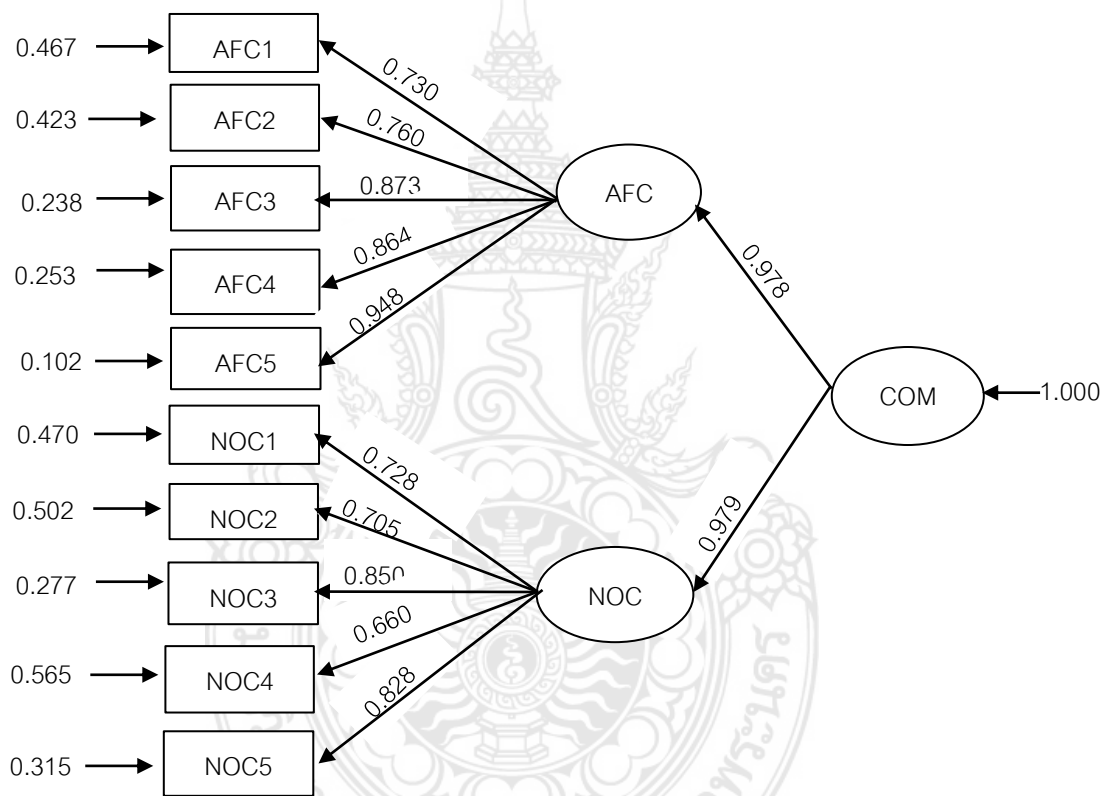 0.467 AFC1 0.730
0.423 AFC2 0.760
AFC
0.238 AFC3 0.873
0.253 AFC4 0.864
0.978
0.102 AFC5 0.948
COM 1.000
0.470 NOC1 0.728
0.502 NOC2 0.705
0.979
0.277 NOC3 0.850
NOC
0.565 NOC4 0.660
0.315 NOC5 0.828